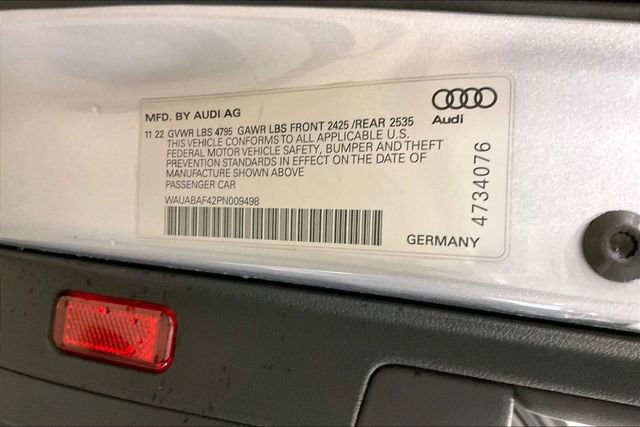 MFD. BY AUDI AG
Audi
11 22 GVWR LBS 4795 GAWR LBS FRONT 2425 /REAR 2535
THIS VEHICLE CONFORMS TO ALL APPLICABLE U.S.
FEDERAL MOTOR VEHICLE SAFETY, BUMPER AND THEFT
PREVENTION STANDARDS IN EFFECT ON THE DATE OF
MANUFACTURE SHOWN ABOVE
PASSENGER CAR
WAUABAF42PN009498
4734076
GERMANY